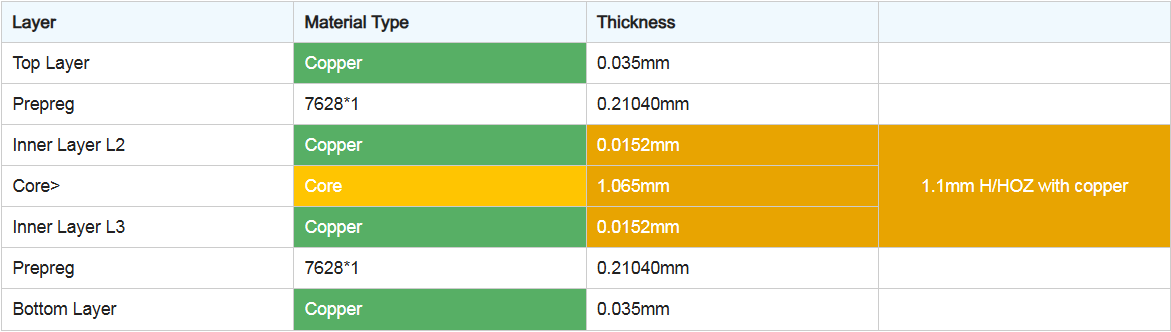 Layer Material Type Thickness
Top Layer Copper 0.035mm
Prepreg 7628*1 0.21040mm
Inner Layer L2 Copper 0.0152mm
Core> Core 1.065mm 1.1mm H/HOZ with copper
Inner Layer L3 Copper 0.0152mm
Prepreg 7628*1 0.21040mm
Bottom Layer Copper 0.035mm